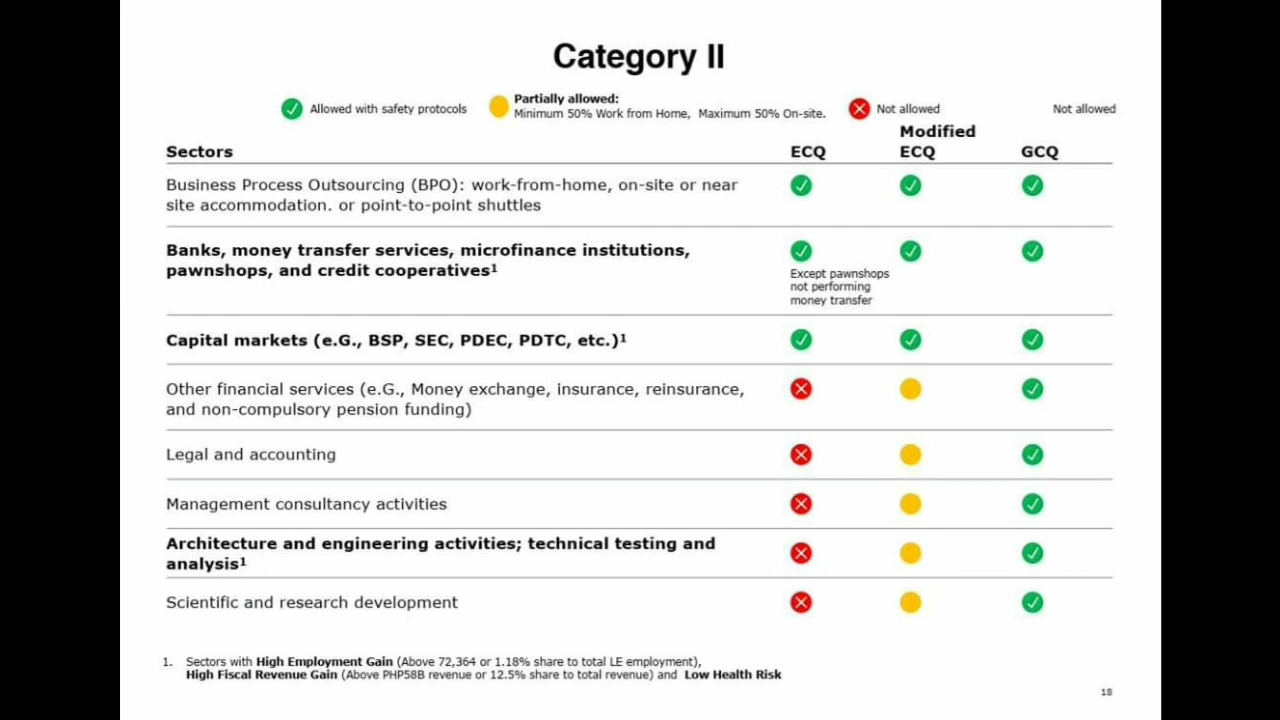 Category II
Allowed with safety protocols
Partially allowed:
Minimum 50% Work from Home, Maximum 50% On-site.
Not allowed
Not allowed
Sectors
ECQ
Modified
ECQ
GCQ
Business Process Outsourcing (BPO): work-from-home, on-site or near
site accommodation. or point-to-point shuttles
Banks, money transfer services, microfinance institutions,
pawnshops, and credit cooperatives¹
Except pawnshops
not performing
money transfer
Capital markets (e.G., BSP, SEC, PDEC, PDTC, etc.)¹
Other financial services (e.G., Money exchange, insurance, reinsurance,
and non-compulsory pension funding)
Legal and accounting
Management consultancy activities
Architecture and engineering activities; technical testing and
analysis¹
Scientific and research development
1. Sectors with High Employment Gain (Above 72,364 or 1.18% share to total LE employment),
High Fiscal Revenue Gain (Above PHP58B revenue or 12.5% share to total revenue) and Low Health Risk
18